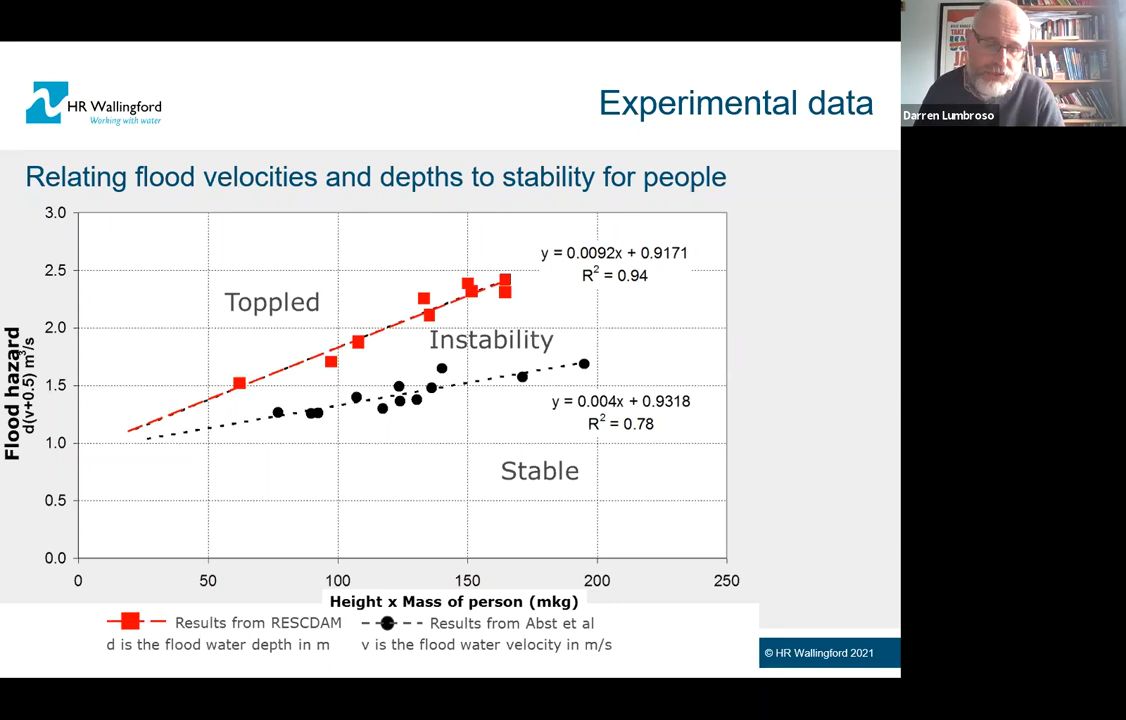 HR Wallingford
Working with water
Experimental data
Darren Lumbroso
Relating flood velocities and depths to stability for people
3.0
2.5
2.0
1.5
1.0
0.5
0.0
Flood hazard
d(v+0.5) m³/s
y = 0.0092x + 0.9171
R² = 0.94
Toppled
Instability
y = 0.004x + 0.9318
R² = 0.78
Stable
0 50 100 150 200 250
Height x Mass of person (mkg)
Results from RESCDAM
Results from Abst et al
d is the flood water depth in m
v is the flood water velocity in m/s
© HR Wallingford 2021